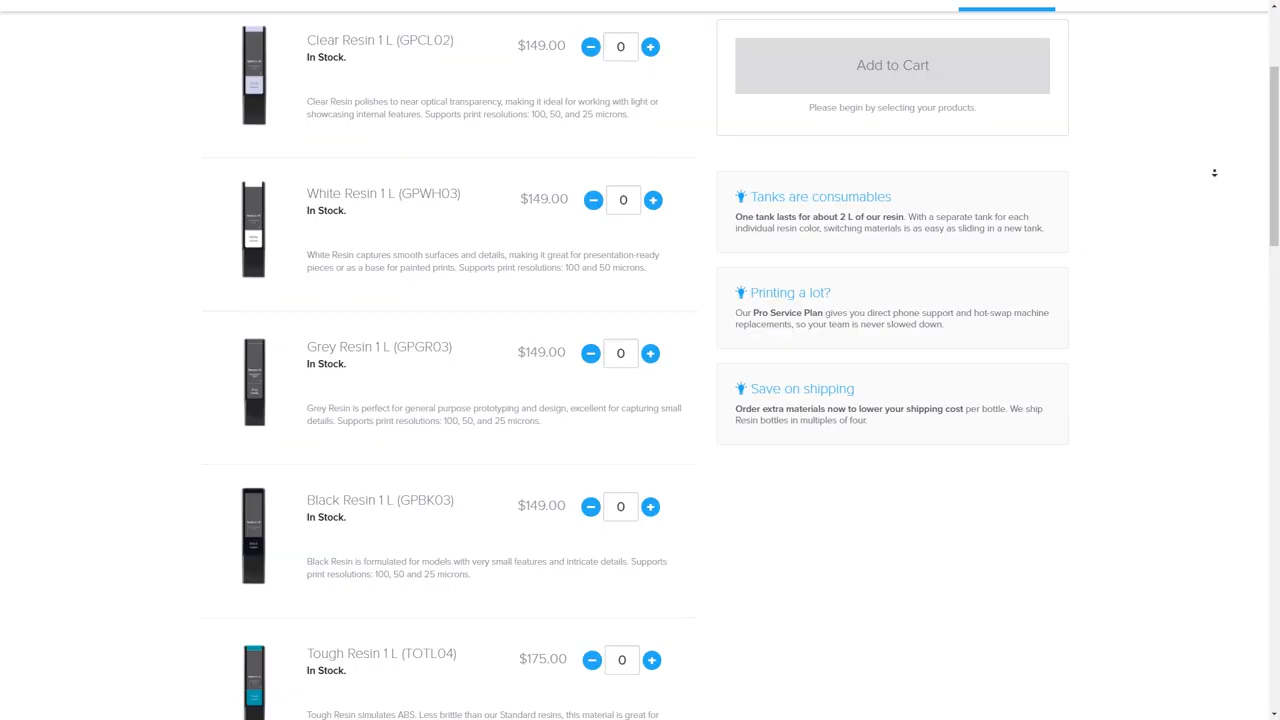 Clear Resin 1 L (GPCL02)
$149.00
0
In Stock.
Clear Resin polishes to near optical transparency, making it ideal for working with light or
showcasing internal features. Supports print resolutions: 100, 50, and 25 microns.
White Resin 1 L (GPWH03)
$149.00
0
In Stock.
White Resin captures smooth surfaces and details, making it great for presentation-ready
pieces or as a base for painted prints. Supports print resolutions: 100 and 50 microns.
Grey Resin 1 L (GPGR03)
$149.00
0
In Stock.
Grey Resin is perfect for general purpose prototyping and design, excellent for capturing small
details. Supports print resolutions: 100, 50, and 25 microns.
Black Resin 1 L (GPBK03)
$149.00
0
In Stock.
Black Resin is formulated for models with very small features and intricate details. Supports
print resolutions: 100, 50 and 25 microns.
Tough Resin 1 L (TOTL04)
$175.00
0
In Stock.
Tough Resin simulates ABS. Less brittle than our Standard resins, this material is great for
Add to Cart
Please begin by selecting your products.
Tanks are consumables
One tank lasts for about 2 L of our resin. With a separate tank for each
individual resin color, switching materials is as easy as sliding in a new tank.
Printing a lot?
Our Pro Service Plan gives you direct phone support and hot-swap machine
replacements, so your team is never slowed down.
Save on shipping
Order extra materials now to lower your shipping cost per bottle. We ship
Resin bottles in multiples of four.